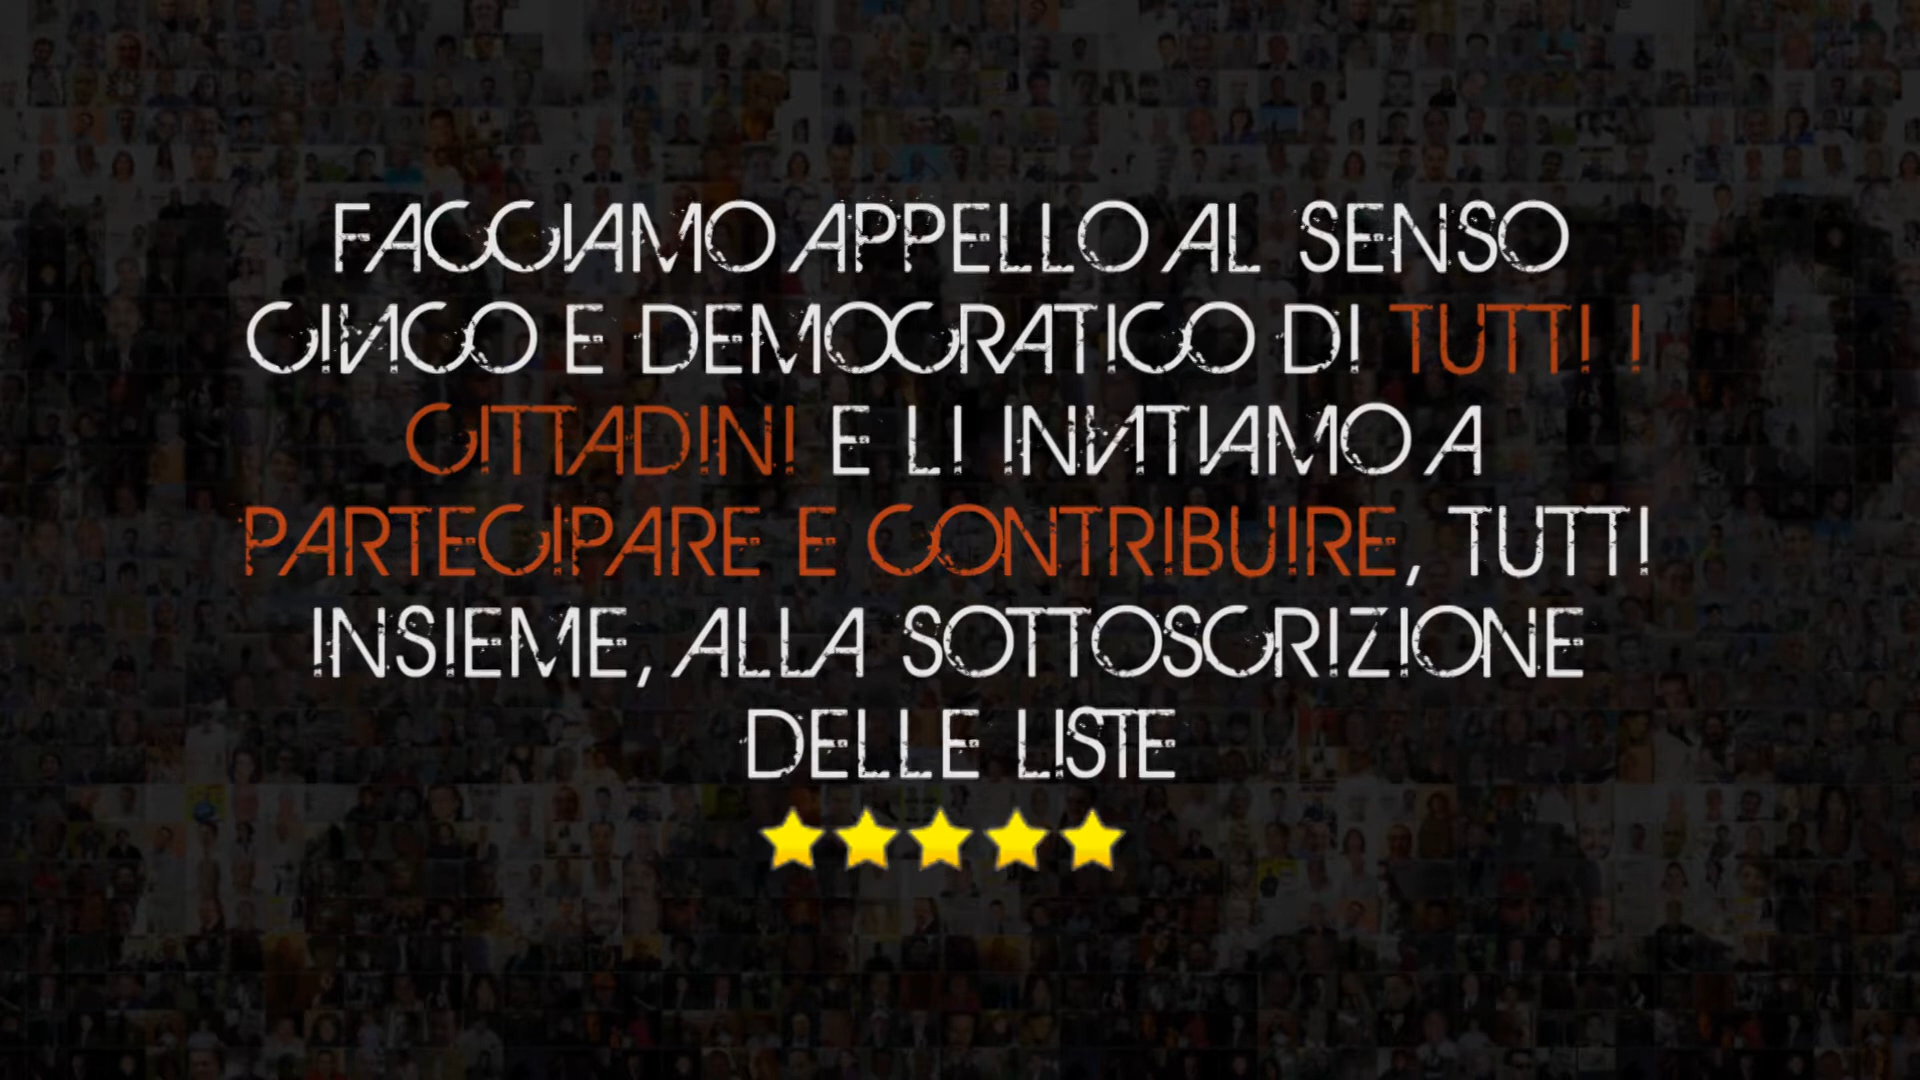 FACCIAMO APPELLO AL SENSO
CIVICO E DEMOCRATICO DI TUTTI I
CITTADINI E LI INVITIAMO A
PARTECIPARE E CONTRIBUIRE, TUTTI
INSIEME, ALLA SOTTOSCRIZIONE
DELLE LISTE